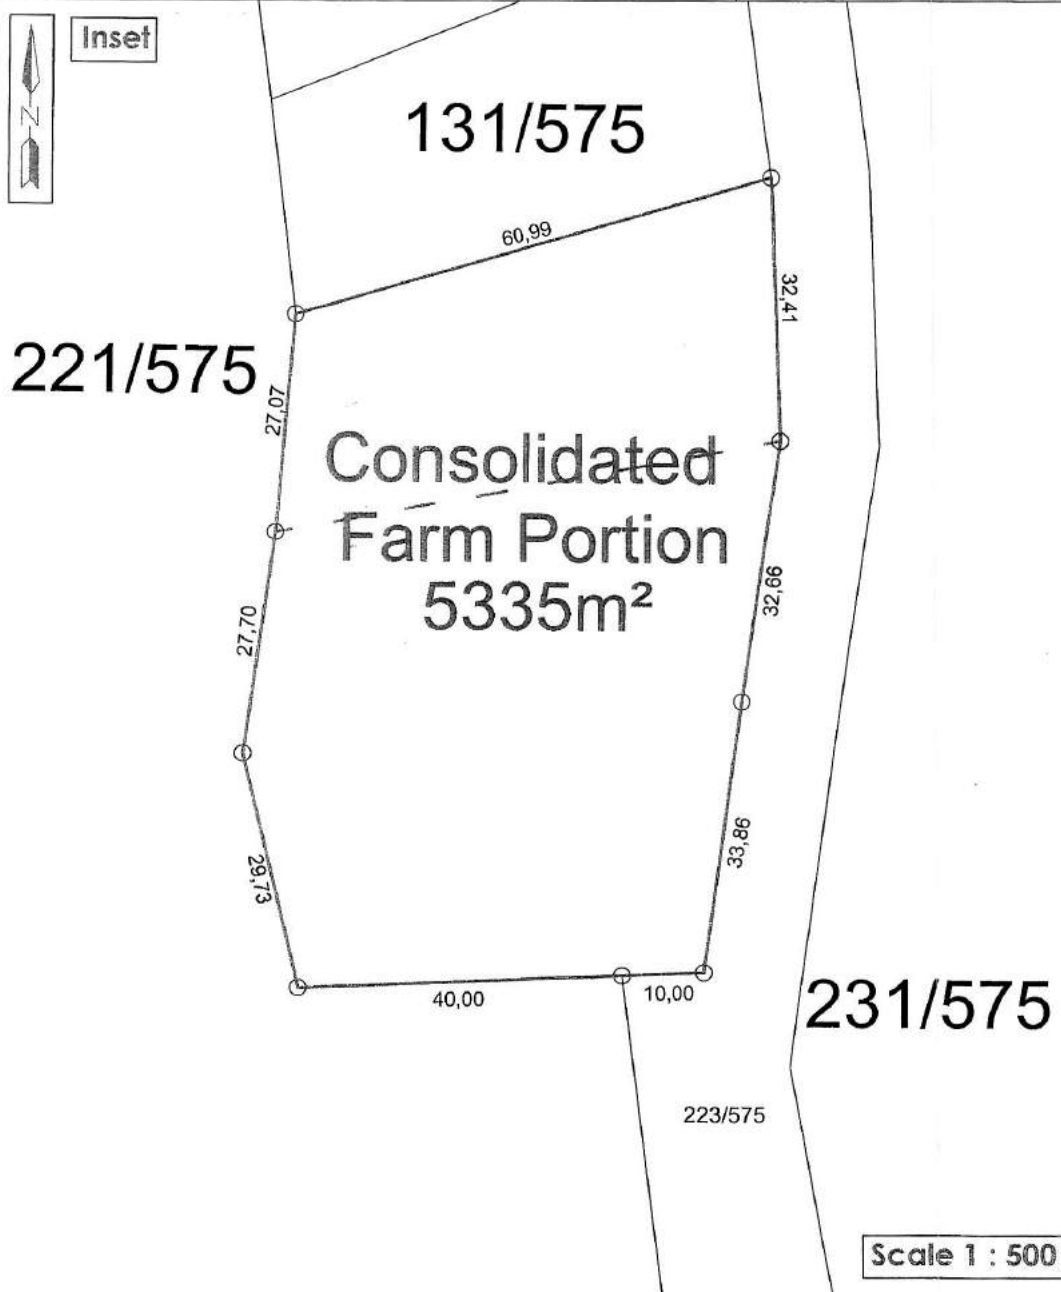 Inset
N
131/575
60,99
32,41
221/575
27,07
Consolidated
Farm Portion
5335m²
32,66
27,70
33,86
29,73
40,00
10,00
231/575
223/575
Scale 1 : 500